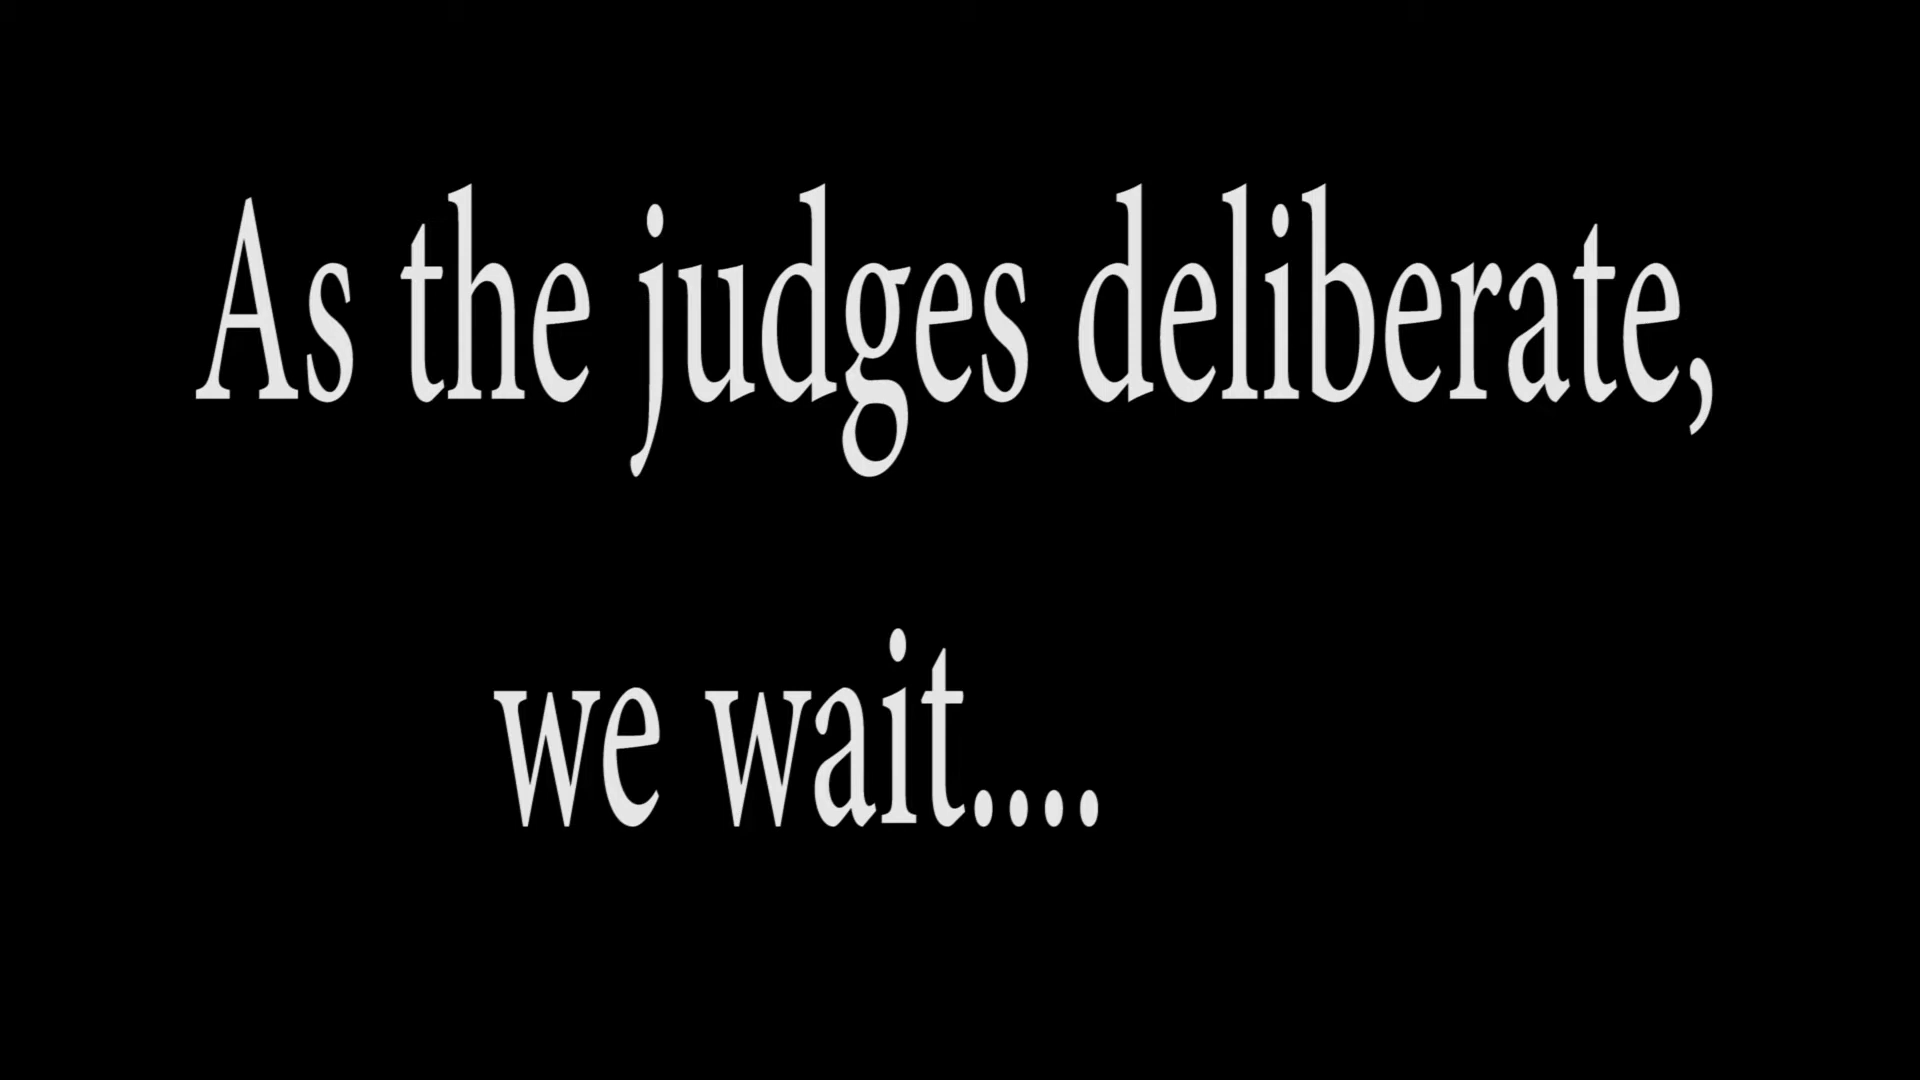 As the judges deliberate,
we wait....